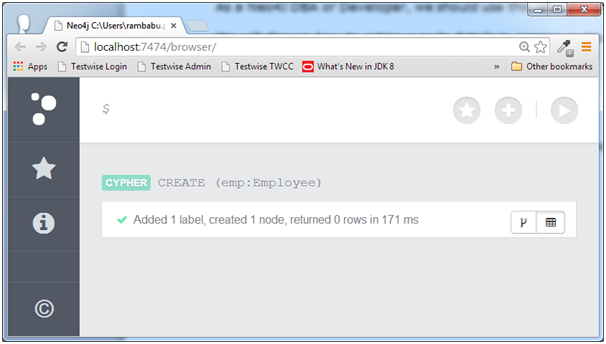 As a Neo4j DBA or Developer, we should use
Neo4j C:\Users\rambabu.
localhost:7474/browser/
Apps Testwise Login Testwise Admin Testwise TWCC What's New in JDK 8 » Other bookmarks
$
CYPHER CREATE (emp:Employee)
Added 1 label, created 1 node, returned 0 rows in 171 ms
©